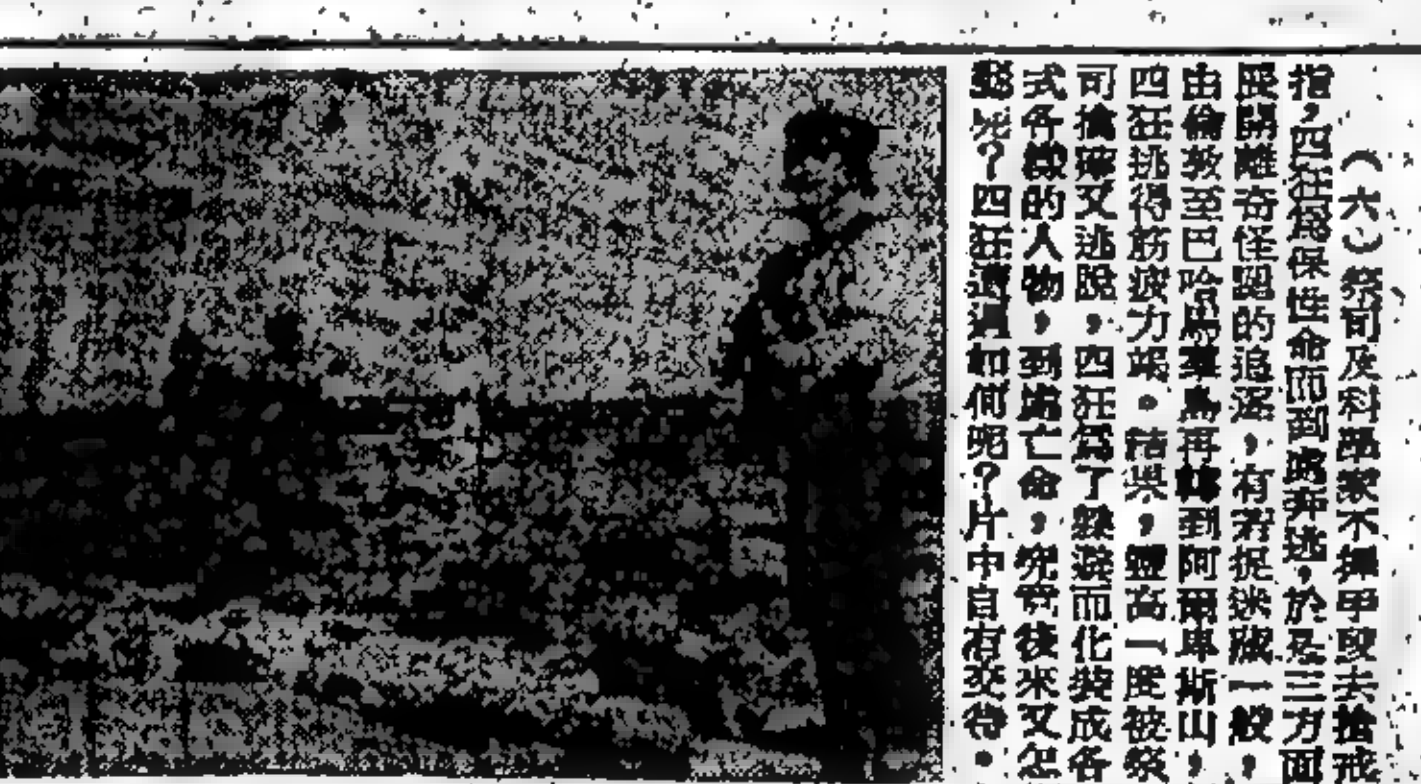 （六）祭司及科學家不擇手段去搶戒
指，四狂為保性命而到處奔逃，於是三方面
展開離奇怪誕的追逐，有若捉迷藏一般，
由倫敦至巴哈馬羣島再轉到阿爾卑斯山，
四狂挑得筋疲力竭。結果，靈高一度被祭
司擒獲又逃脫，四狂爲了躲避而化裝成各
式各樣的人物，到處亡命，究竟後來又怎
四狂遭遇如何呢？片中自有交待。